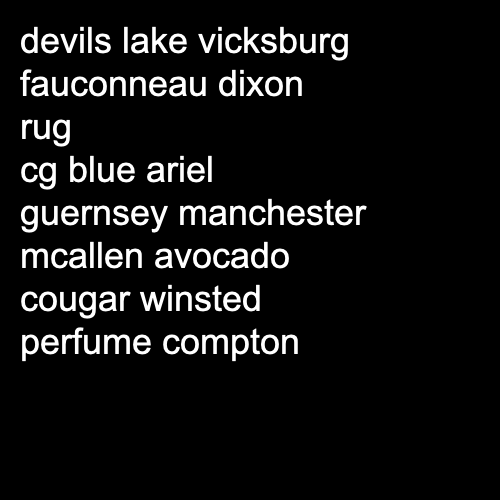 devils lake vicksburg
fauconneau dixon
rug
cg blue ariel
guernsey manchester
mcallen avocado
cougar winsted
perfume compton